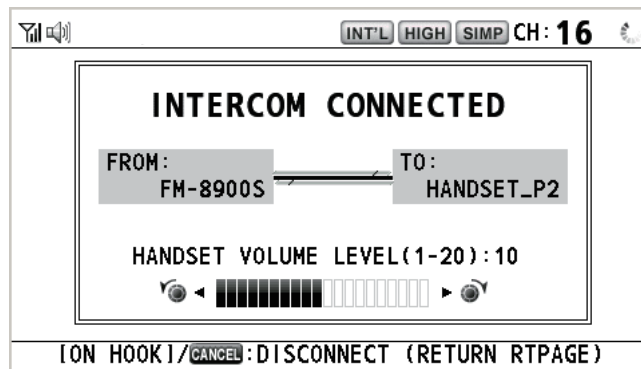 INT'L HIGH SIMP CH: 16
INTERCOM CONNECTED
FROM: TO:
FM-8900S HANDSET_P2
HANDSET VOLUME LEVEL(1-20):10
[ON HOOK]/CANCEL:DISCONNECT (RETURN RTPAGE)